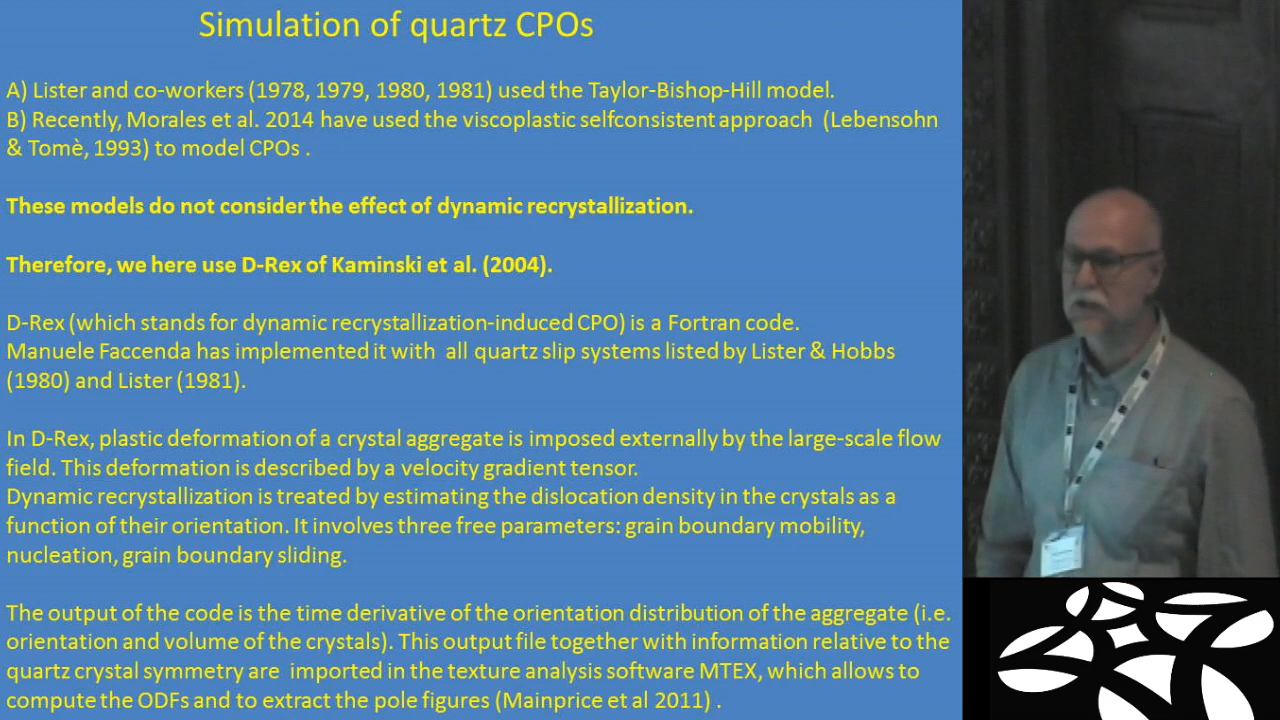 Simulation of quartz CPOs
A) Lister and co-workers (1978, 1979, 1980, 1981) used the Taylor-Bishop-Hill model.
B) Recently, Morales et al. 2014 have used the viscoplastic selfconsistent approach (Lebensohn
& Tomè, 1993) to model CPOs .
These models do not consider the effect of dynamic recrystallization.
Therefore, we here use D-Rex of Kaminski et al. (2004).
D-Rex (which stands for dynamic recrystallization-induced CPO) is a Fortran code.
Manuele Faccenda has implemented it with all quartz slip systems listed by Lister & Hobbs
(1980) and Lister (1981).
In D-Rex, plastic deformation of a crystal aggregate is imposed externally by the large-scale flow
field. This deformation is described by a velocity gradient tensor.
Dynamic recrystallization is treated by estimating the dislocation density in the crystals as a
function of their orientation. It involves three free parameters: grain boundary mobility,
nucleation, grain boundary sliding.
The output of the code is the time derivative of the orientation distribution of the aggregate (i.e.
orientation and volume of the crystals). This output file together with information relative to the
quartz crystal symmetry are imported in the texture analysis software MTEX, which allows to
compute the ODFs and to extract the pole figures (Mainprice et al 2011) .